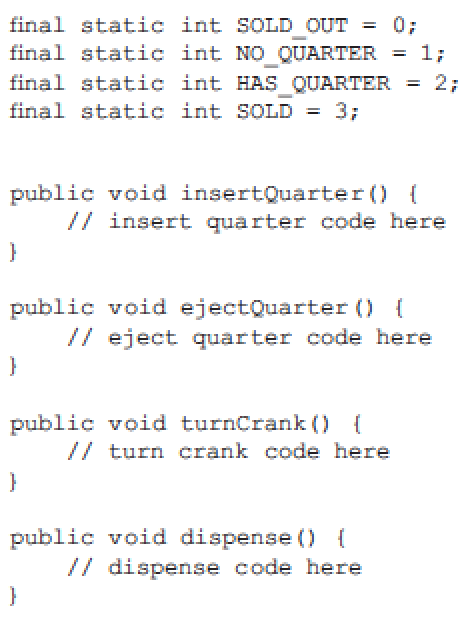 final static int SOLD_OUT = 0;
final static int NO_QUARTER = 1;
final static int HAS_QUARTER = 2;
final static int SOLD = 3;
public void insertQuarter() {
// insert quarter code here
}
public void ejectQuarter() {
// eject quarter code here
}
public void turnCrank() {
// turn crank code here
}
public void dispense() {
// dispense code here
}